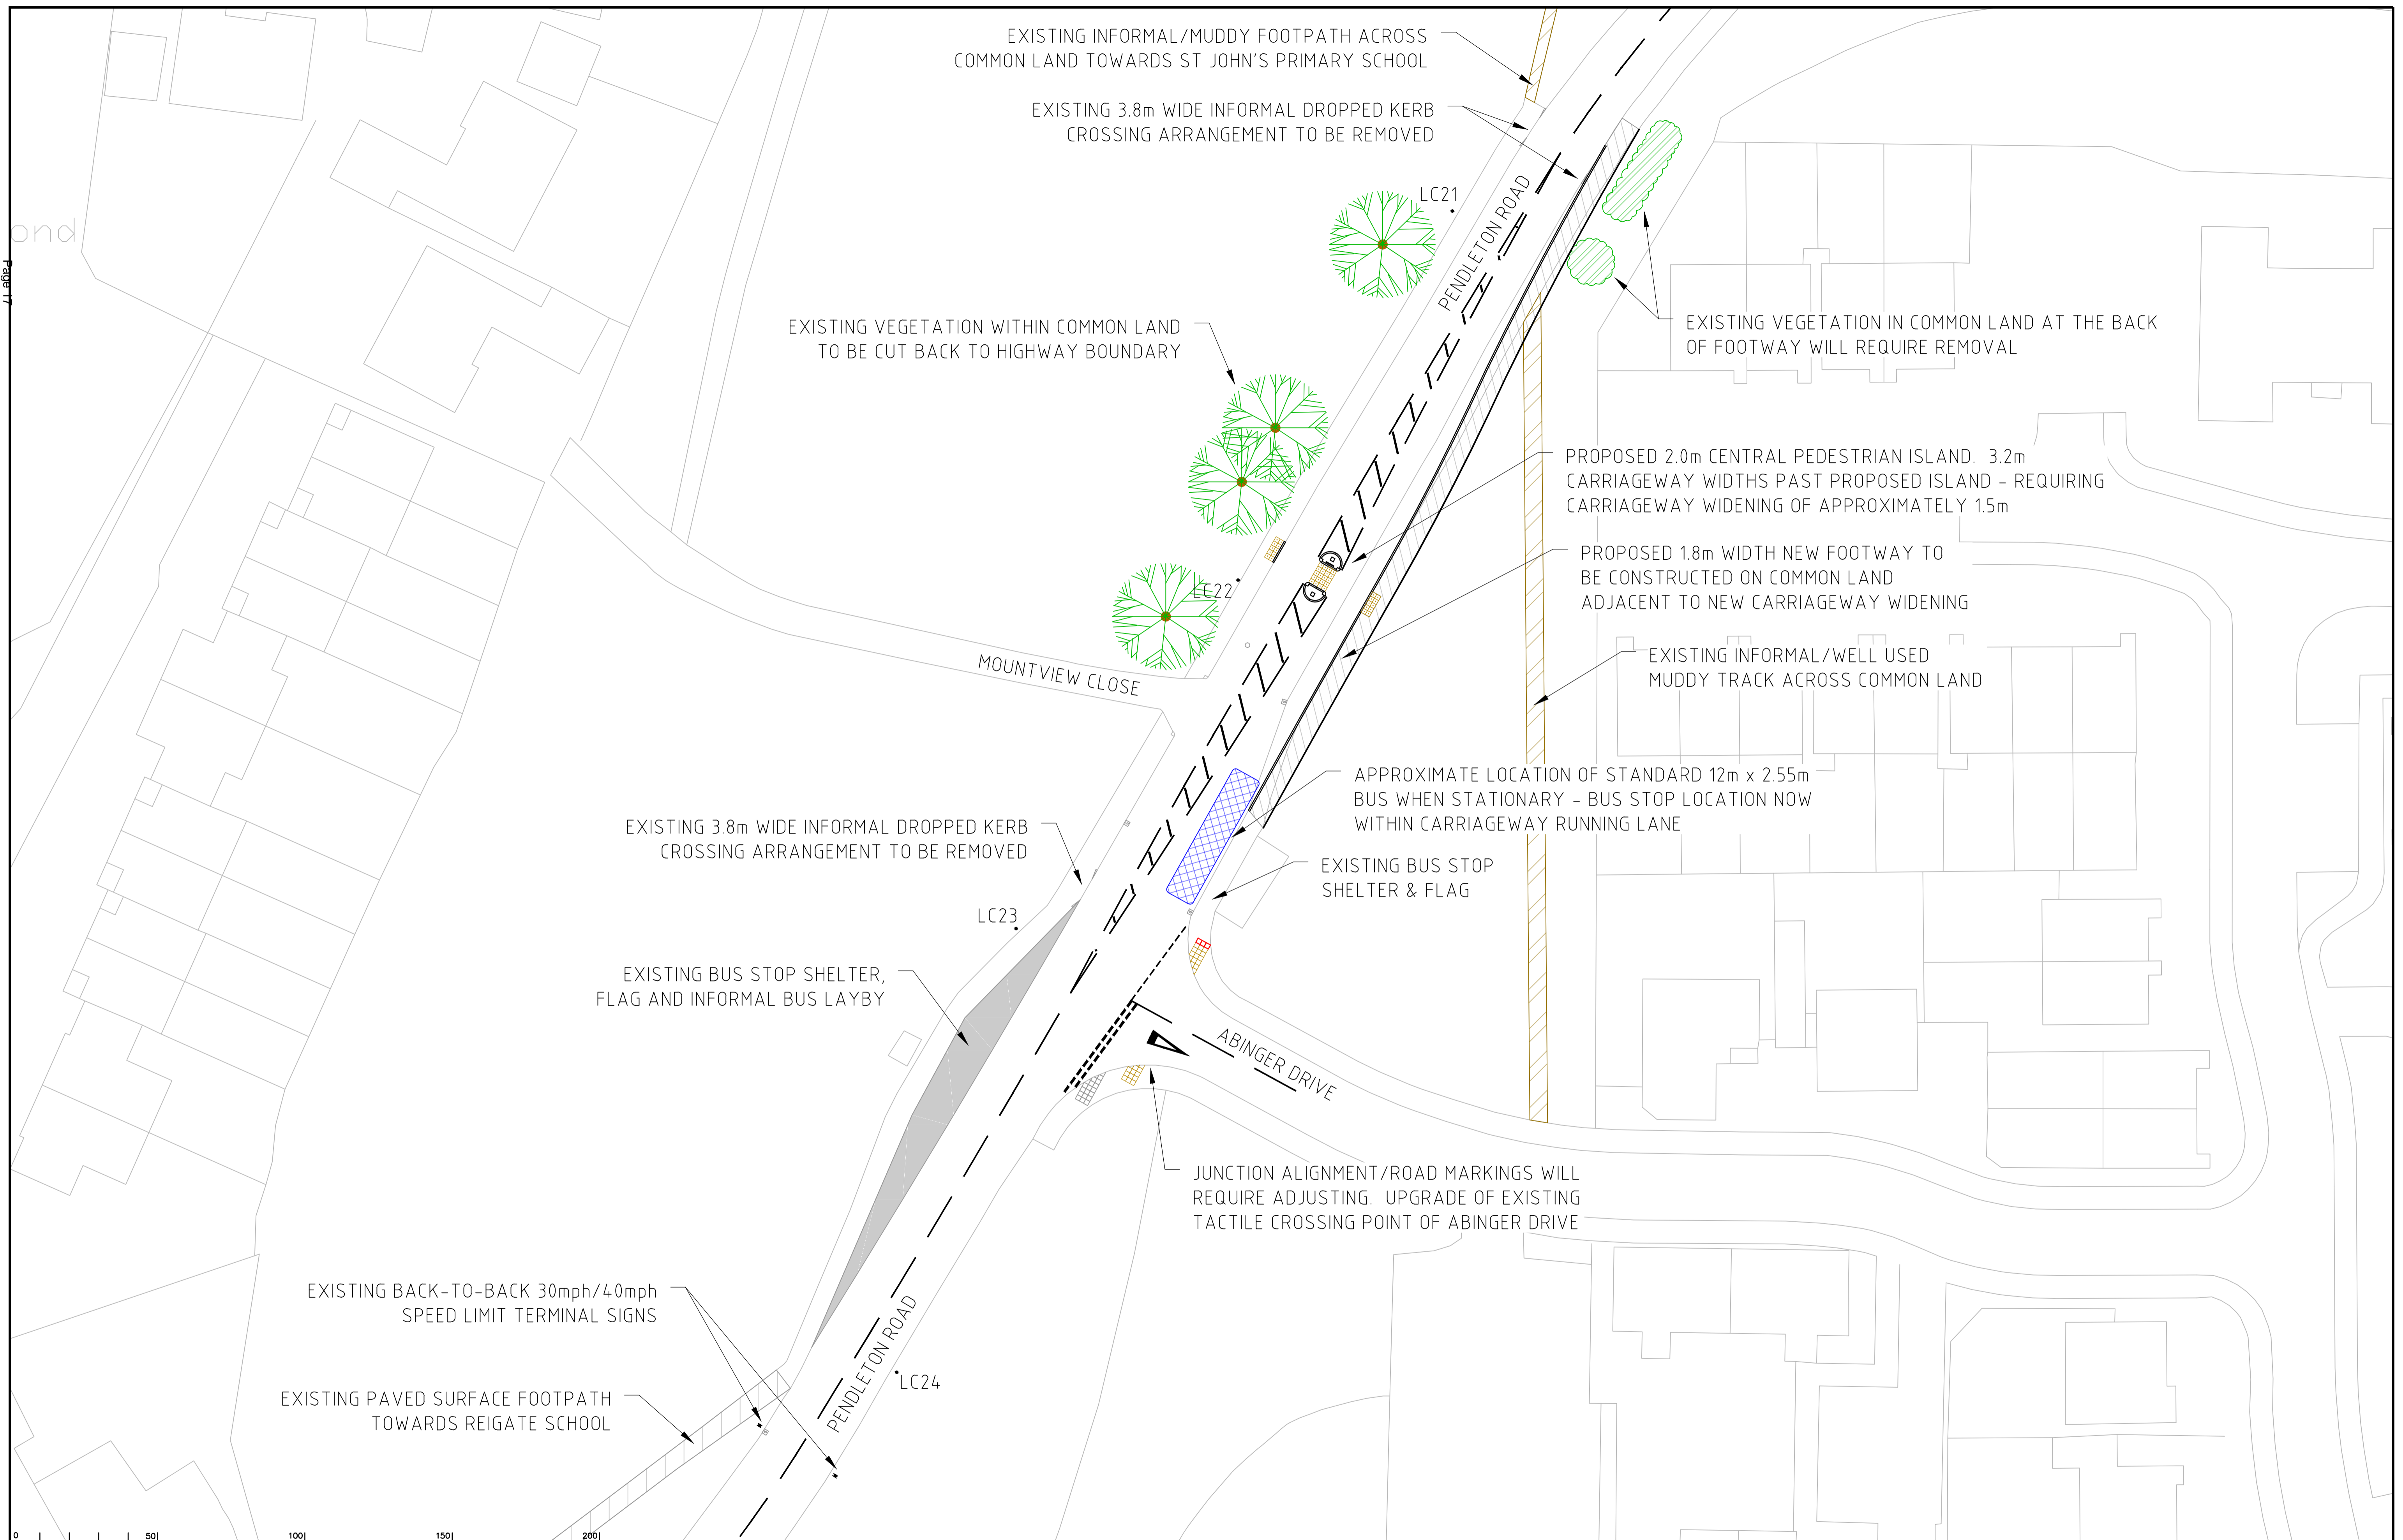 EXISTING INFORMAL/MUDDY FOOTPATH ACROSS
COMMON LAND TOWARDS ST JOHN'S PRIMARY SCHOOL
EXISTING 3.8m WIDE INFORMAL DROPPED KERB
CROSSING ARRANGEMENT TO BE REMOVED
LC21
PENDLETON ROAD
ond
Page 17
EXISTING VEGETATION WITHIN COMMON LAND
TO BE CUT BACK TO HIGHWAY BOUNDARY
EXISTING VEGETATION IN COMMON LAND AT THE BACK
OF FOOTWAY WILL REQUIRE REMOVAL
PROPOSED 2.0m CENTRAL PEDESTRIAN ISLAND. 3.2m
CARRIAGEWAY WIDTHS PAST PROPOSED ISLAND - REQUIRING
CARRIAGEWAY WIDENING OF APPROXIMATELY 1.5m
PROPOSED 1.8m WIDTH NEW FOOTWAY TO
BE CONSTRUCTED ON COMMON LAND
ADJACENT TO NEW CARRIAGEWAY WIDENING
LC22
MOUNTVIEW CLOSE
EXISTING INFORMAL/WELL USED
MUDDY TRACK ACROSS COMMON LAND
APPROXIMATE LOCATION OF STANDARD 12m x 2.55m
BUS WHEN STATIONARY - BUS STOP LOCATION NOW
WITHIN CARRIAGEWAY RUNNING LANE
EXISTING 3.8m WIDE INFORMAL DROPPED KERB
CROSSING ARRANGEMENT TO BE REMOVED
EXISTING BUS STOP
SHELTER & FLAG
LC23
EXISTING BUS STOP SHELTER,
FLAG AND INFORMAL BUS LAYBY
ABINGER DRIVE
JUNCTION ALIGNMENT/ROAD MARKINGS WILL
REQUIRE ADJUSTING. UPGRADE OF EXISTING
TACTILE CROSSING POINT OF ABINGER DRIVE
EXISTING BACK-TO-BACK 30mph/40mph
SPEED LIMIT TERMINAL SIGNS
PENDLETON ROAD
LC24
EXISTING PAVED SURFACE FOOTPATH
TOWARDS REIGATE SCHOOL
0 50 100 150 200